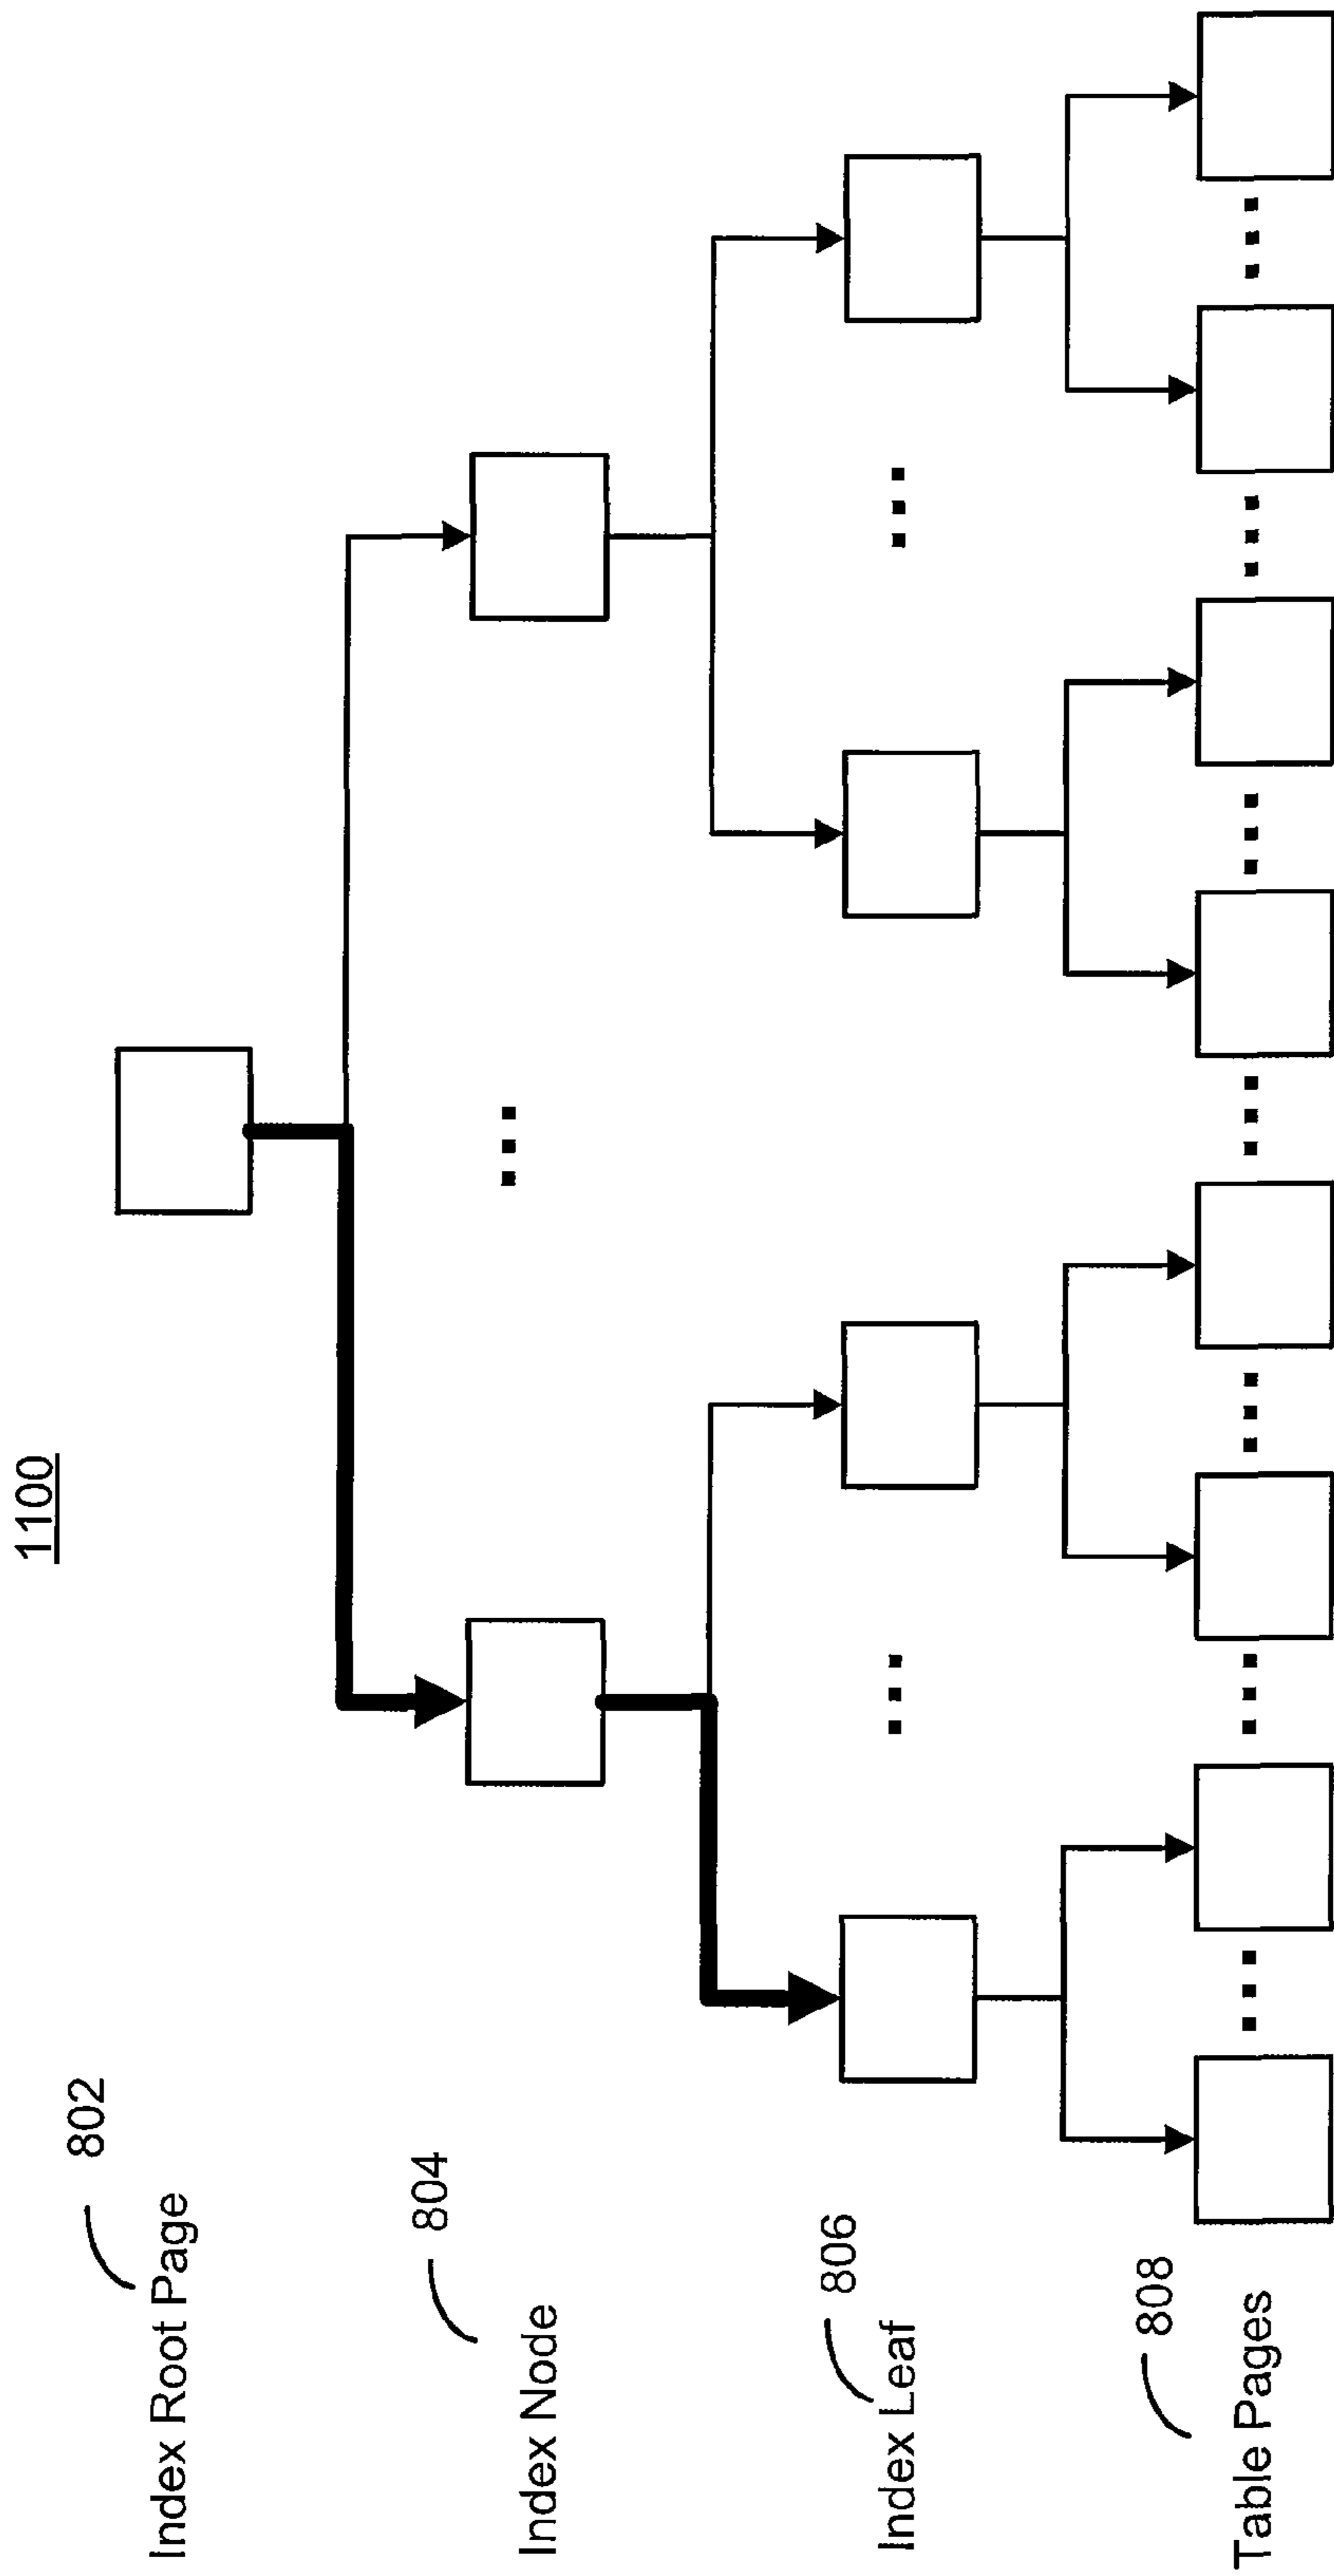 1100
802
Index Root Page
804
Index Node
806
Index Leaf
808
Table Pages